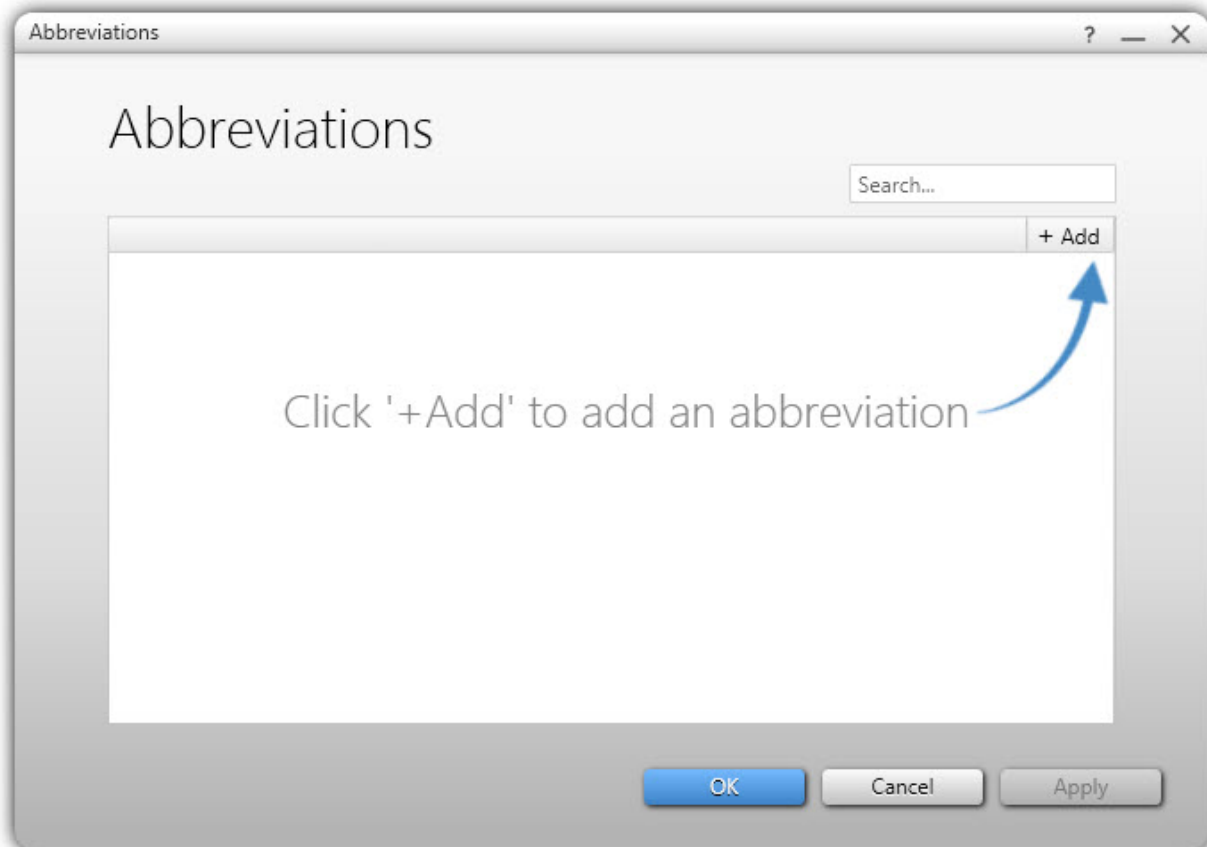 Abbreviations
?
Abbreviations
Search...
+ Add
Click '+Add' to add an abbreviation
OK Cancel Apply